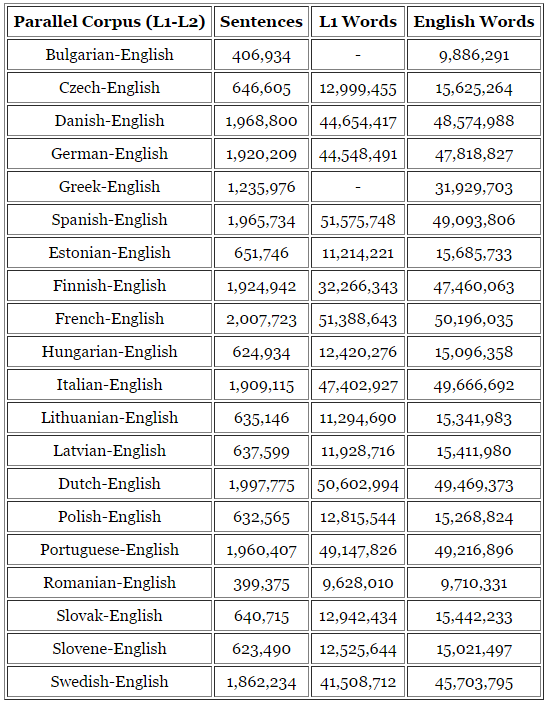 Parallel Corpus (L1-L2) Sentences L1 Words English Words
Bulgarian-English 406,934 - 9,886,291
Czech-English 646,605 12,999,455 15,625,264
Danish-English 1,968,800 44,654,417 48,574,988
German-English 1,920,209 44,548,491 47,818,827
Greek-English 1,235,976 - 31,929,703
Spanish-English 1,965,734 51,575,748 49,093,806
Estonian-English 651,746 11,214,221 15,685,733
Finnish-English 1,924,942 32,266,343 47,460,063
French-English 2,007,723 51,388,643 50,196,035
Hungarian-English 624,934 12,420,276 15,096,358
Italian-English 1,909,115 47,402,927 49,666,692
Lithuanian-English 635,146 11,294,690 15,341,983
Latvian-English 637,599 11,928,716 15,411,980
Dutch-English 1,997,775 50,602,994 49,469,373
Polish-English 632,565 12,815,544 15,268,824
Portuguese-English 1,960,407 49,147,826 49,216,896
Romanian-English 399,375 9,628,010 9,710,331
Slovak-English 640,715 12,942,434 15,442,233
Slovene-English 623,490 12,525,644 15,021,497
Swedish-English 1,862,234 41,508,712 45,703,795